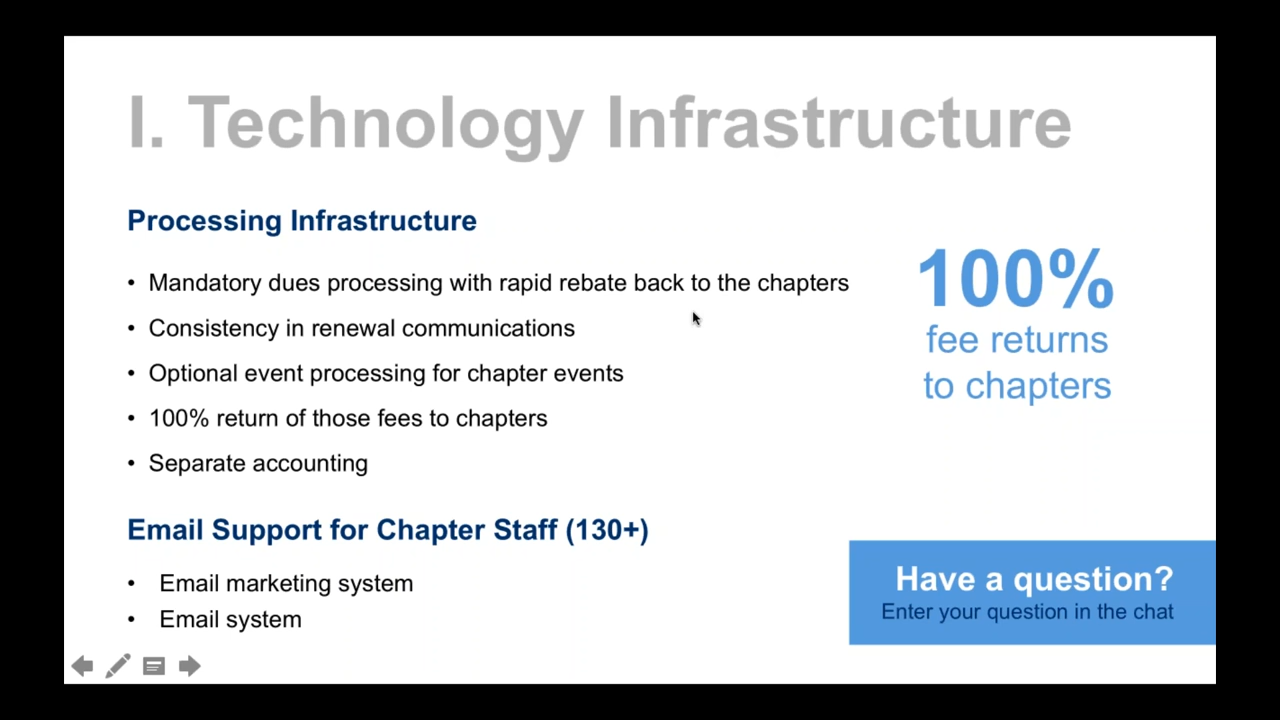 I. Technology Infrastructure
Processing Infrastructure
• Mandatory dues processing with rapid rebate back to the chapters
• Consistency in renewal communications
• Optional event processing for chapter events
• 100% return of those fees to chapters
• Separate accounting
100%
fee returns
to chapters
Email Support for Chapter Staff (130+)
• Email marketing system
• Email system
Have a question?
Enter your question in the chat